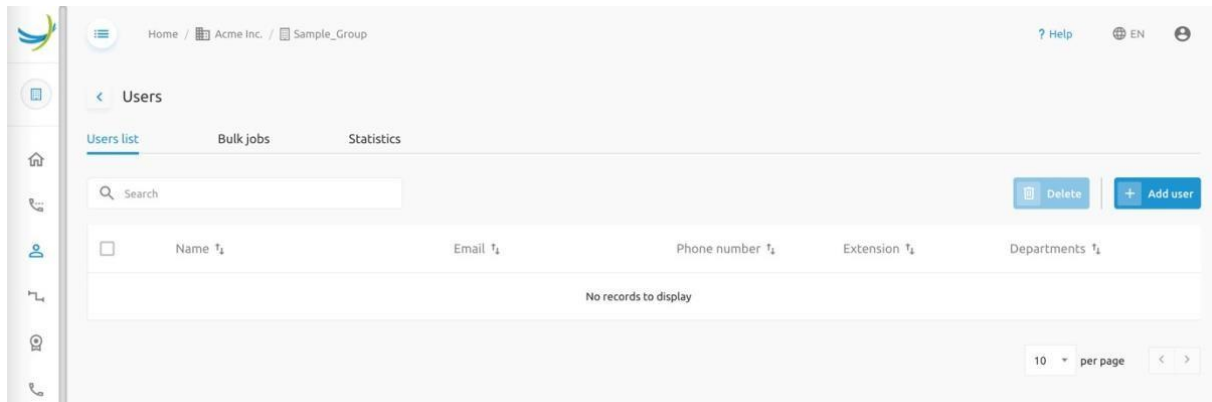 Home / Acme Inc. / Sample_Group ? Help EN
Users
Users list Bulk jobs Statistics
Search Delete + Add user
Name Email Phone number Extension Departments
No records to display
10 per page